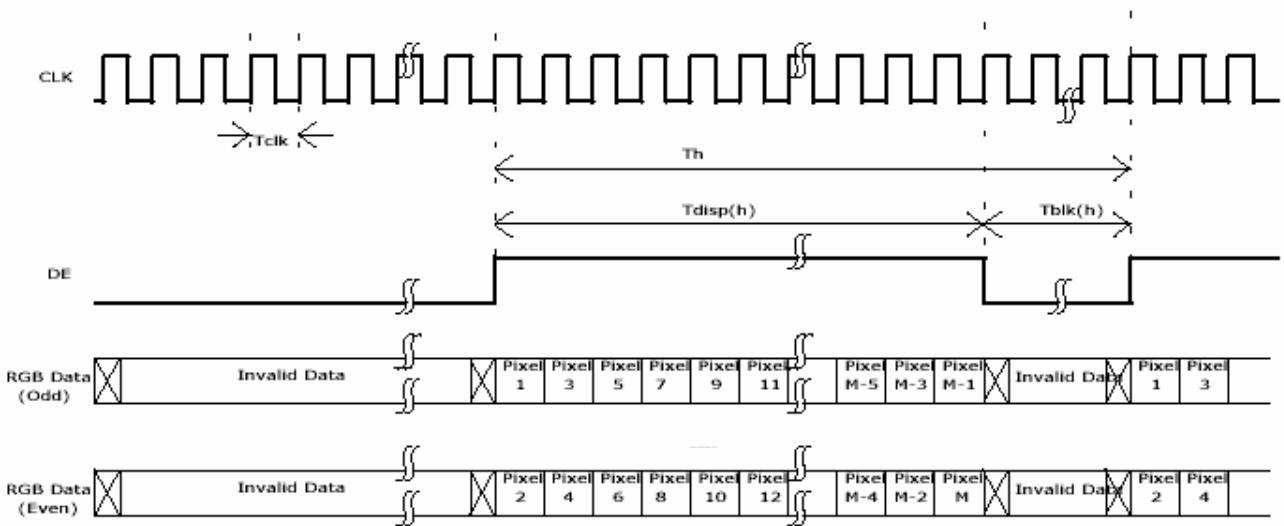 CLK
Tclk
Th
Tdisp(h)
Tblk(h)
DE
RGB Data
(Odd)
Invalid Data
Pixel
1
Pixel
3
Pixel
5
Pixel
7
Pixel
9
Pixel
11
Pixel
M-5
Pixel
M-3
Pixel
M-1
Invalid Data
Pixel
1
Pixel
3
RGB Data
(Even)
Invalid Data
Pixel
2
Pixel
4
Pixel
6
Pixel
8
Pixel
10
Pixel
12
Pixel
M-4
Pixel
M-2
Pixel
M
Invalid Data
Pixel
2
Pixel
4